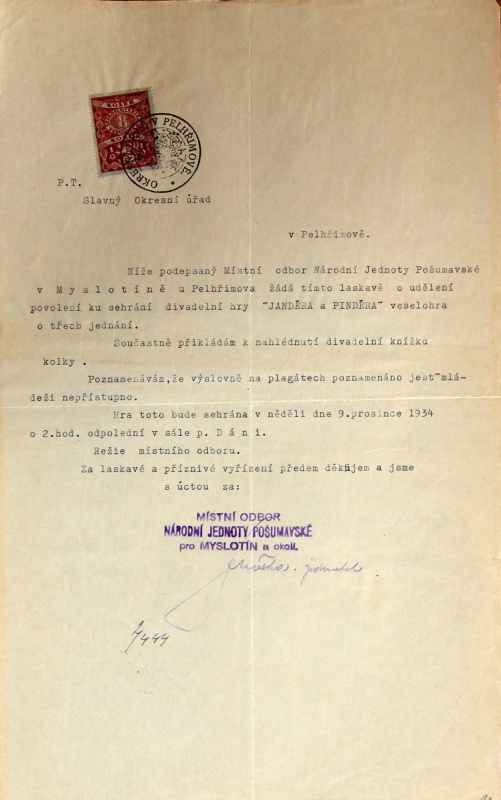 KOLEK
8
OKRESNÍ ÚŘAD V PELHŘIMOVĚ
P.T.
Slavný Okresní úřad
v Pelhřimově.
Níže podepsaný Místní odbor Národní Jednoty Pošumavské
v M y s l o t í n ě u Pelhřimova žádá tímto laskavě o udělení
povolení ku sehrání divadelní hry "JANDĚRA a PINDĚRA" veselohra
o třech jednání.
Součastně přikládám k nahlédnutí divadelní knížku
kolky .
Poznamenávám,že výslovně na plagátech poznamenáno jest"mlá-
deži nepřístupno.
Hra toto bude sehrána v neděli dne 9.prosince 1934
o 2.hod. odpolední v sále p. D á n i.
Režie místního odboru.
Za laskavé a příznivé vyřízení předem děkujem a jsme
s úctou za:
MÍSTNÍ ODBOR
NÁRODNÍ JEDNOTY POŠUMAVSKÉ
pro MYSLOTÍN a okolí.
jednatel